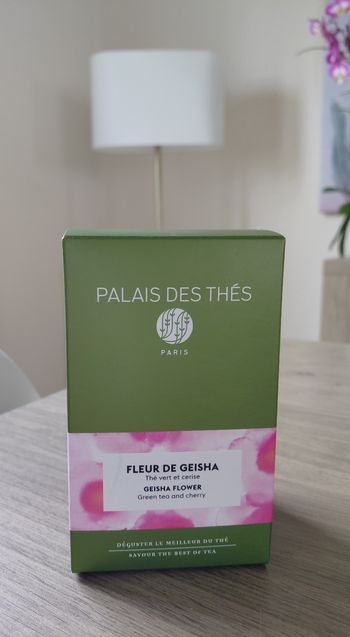 PALAIS DES THÉS
PARIS
FLEUR DE GEISHA
Thé vert et cerise
GEISHA FLOWER
Green tea and cherry
DÉGUSTER LE MEILLEUR DU THÉ
SAVOUR THE BEST OF TEA